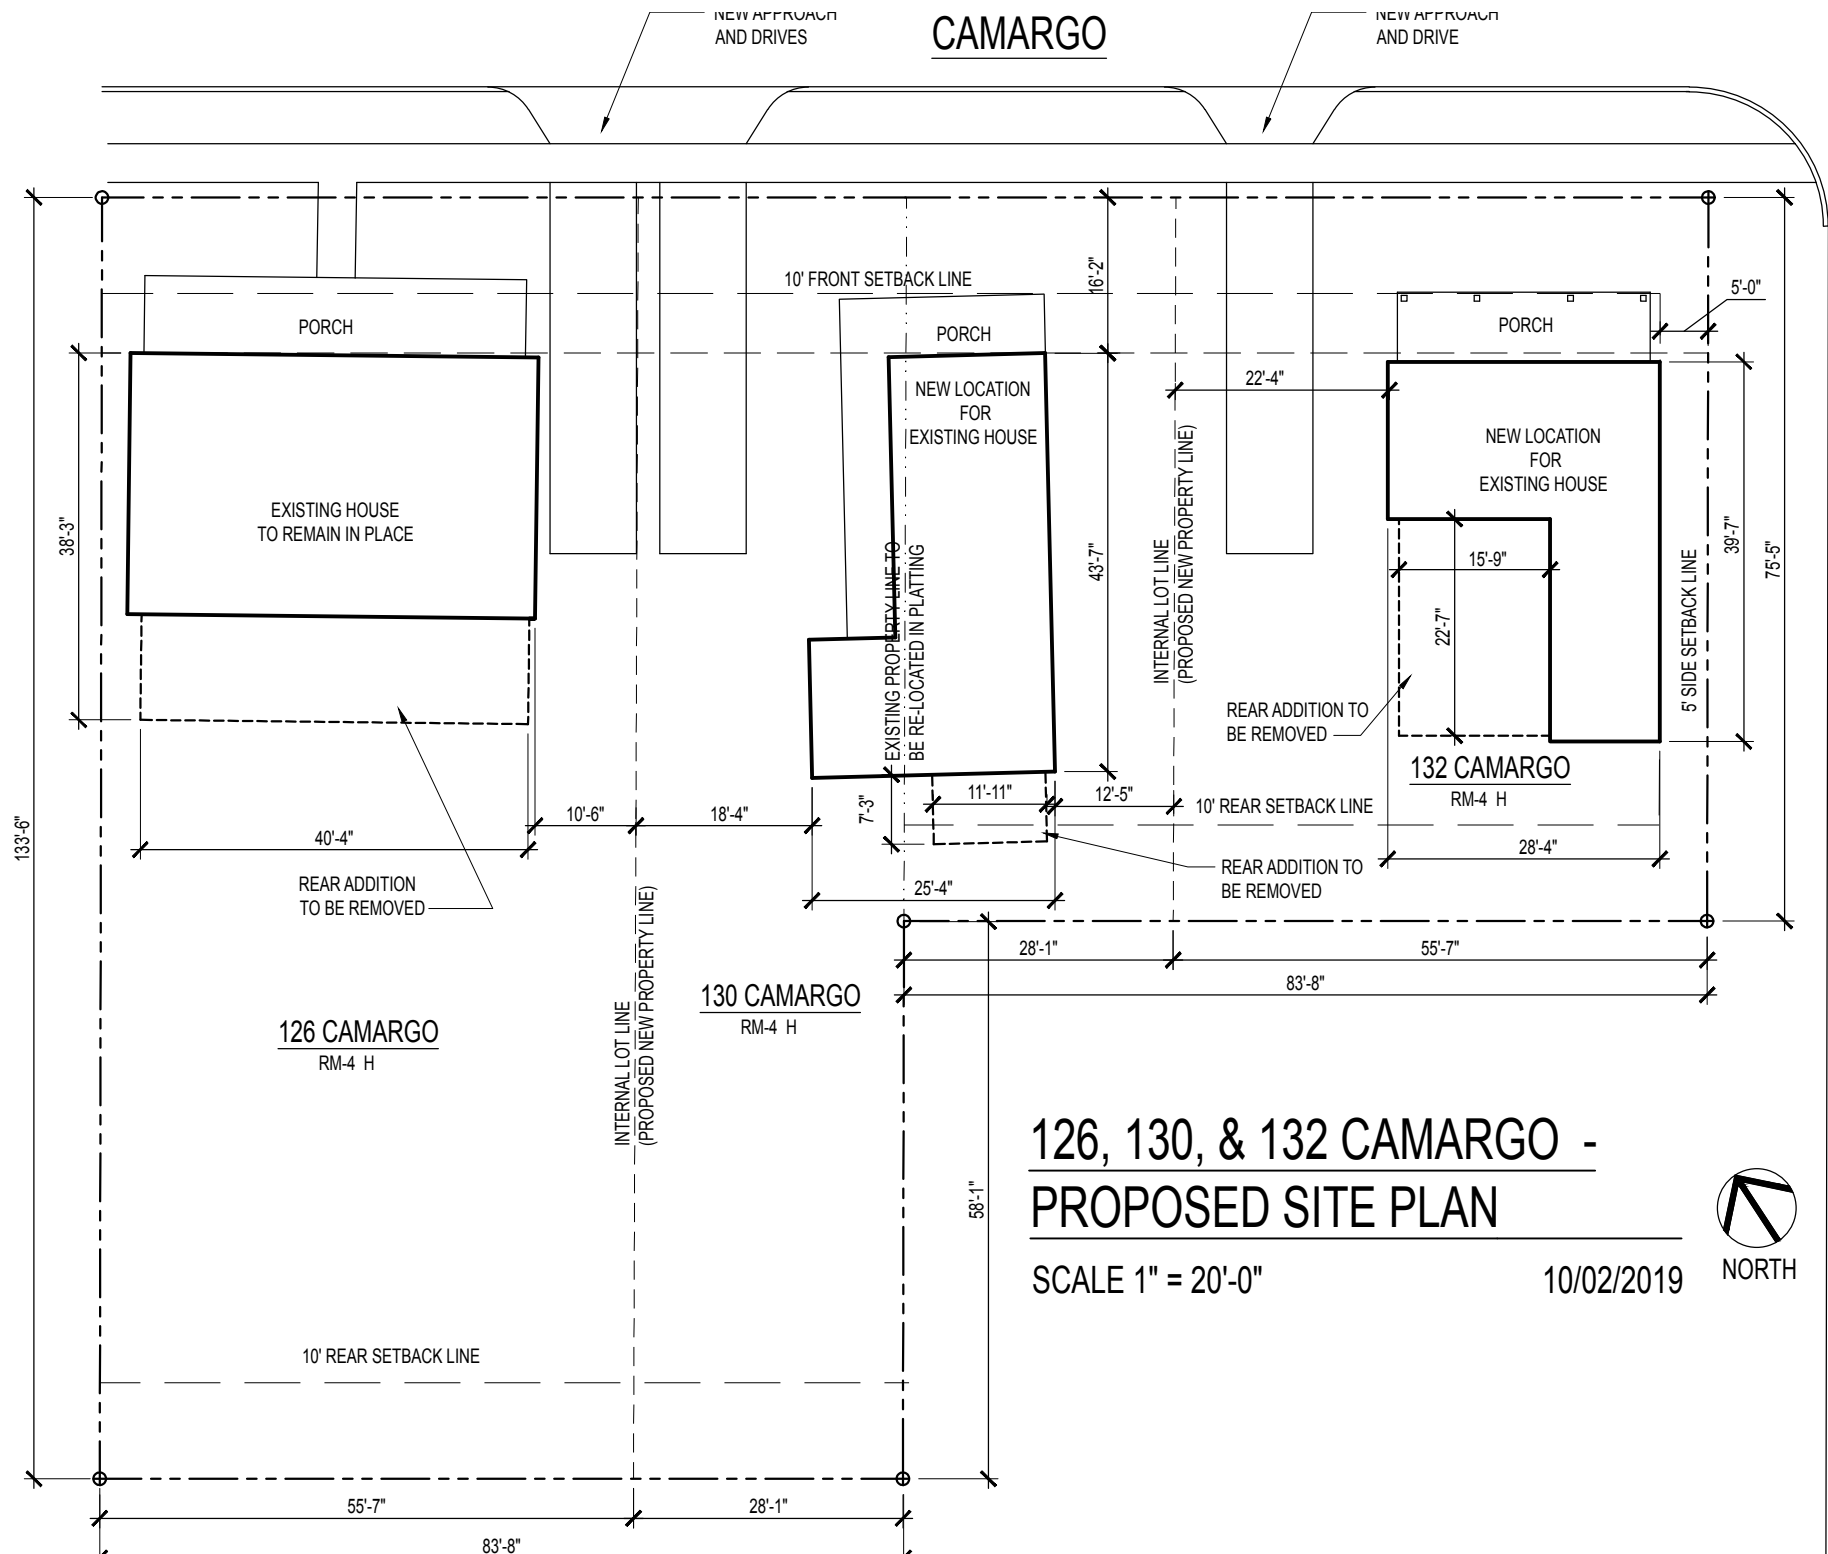 NEW APPROACH
AND DRIVES
CAMARGO
NEW APPROACH
AND DRIVE
10' FRONT SETBACK LINE
16'-2"
5'-0"
PORCH
PORCH
PORCH
22'-4"
NEW LOCATION
FOR
EXISTING HOUSE
NEW LOCATION
FOR
EXISTING HOUSE
EXISTING HOUSE
TO REMAIN IN PLACE
38'-3"
43'-7"
15'-9"
22'-7"
39'-7"
75'-5"
EXISTING PROPERTY LINE TO
BE RE-LOCATED IN PLATTING
INTERNAL LOT LINE
(PROPOSED NEW PROPERTY LINE)
5' SIDE SETBACK LINE
REAR ADDITION TO
BE REMOVED
132 CAMARGO
RM-4 H
133'-6"
40'-4"
10'-6"
18'-4"
7'-3"
11'-11"
12'-5"
10' REAR SETBACK LINE
28'-4"
REAR ADDITION
TO BE REMOVED
25'-4"
REAR ADDITION TO
BE REMOVED
28'-1"
55'-7"
83'-8"
126 CAMARGO
RM-4 H
INTERNAL LOT LINE
(PROPOSED NEW PROPERTY LINE)
130 CAMARGO
RM-4 H
58'-1"
126, 130, & 132 CAMARGO -
PROPOSED SITE PLAN
SCALE 1" = 20'-0"
10/02/2019
NORTH
10' REAR SETBACK LINE
55'-7"
28'-1"
83'-8"